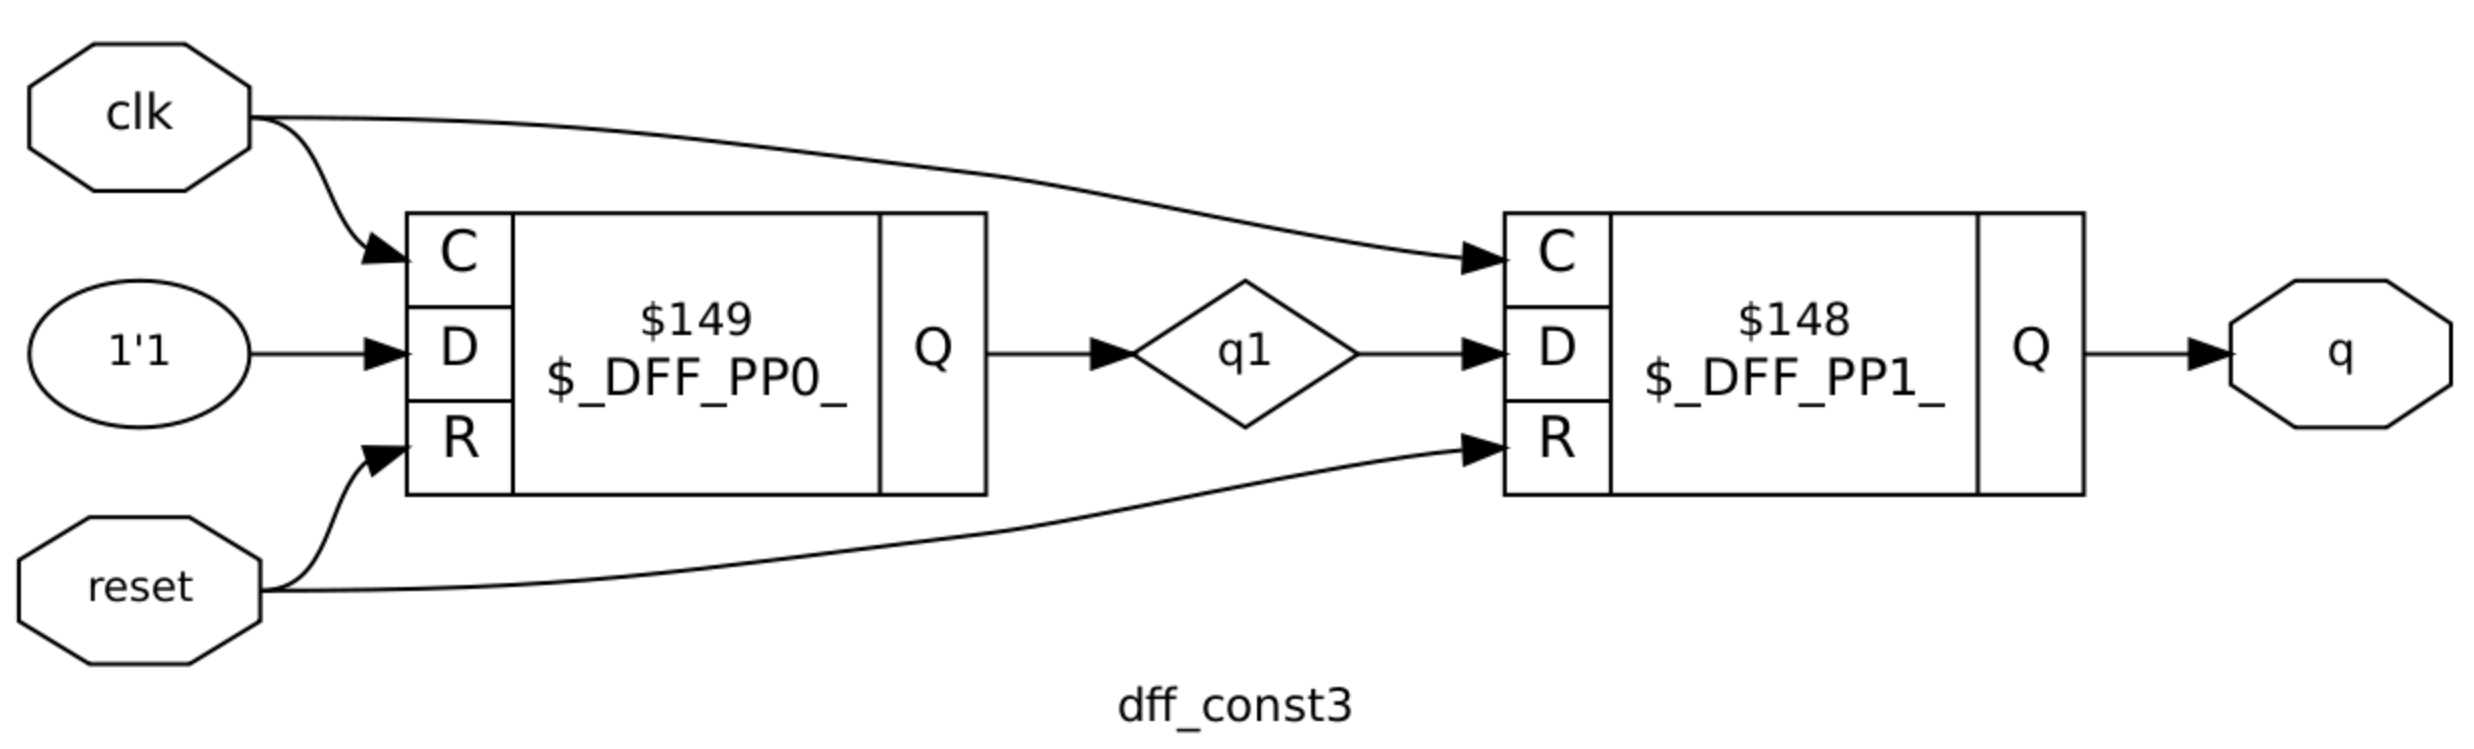 clk
1'1
reset
C
D
R
$149
$_DFF_PP0_
Q
q1
C
D
R
$148
$_DFF_PP1_
Q
q
dff_const3